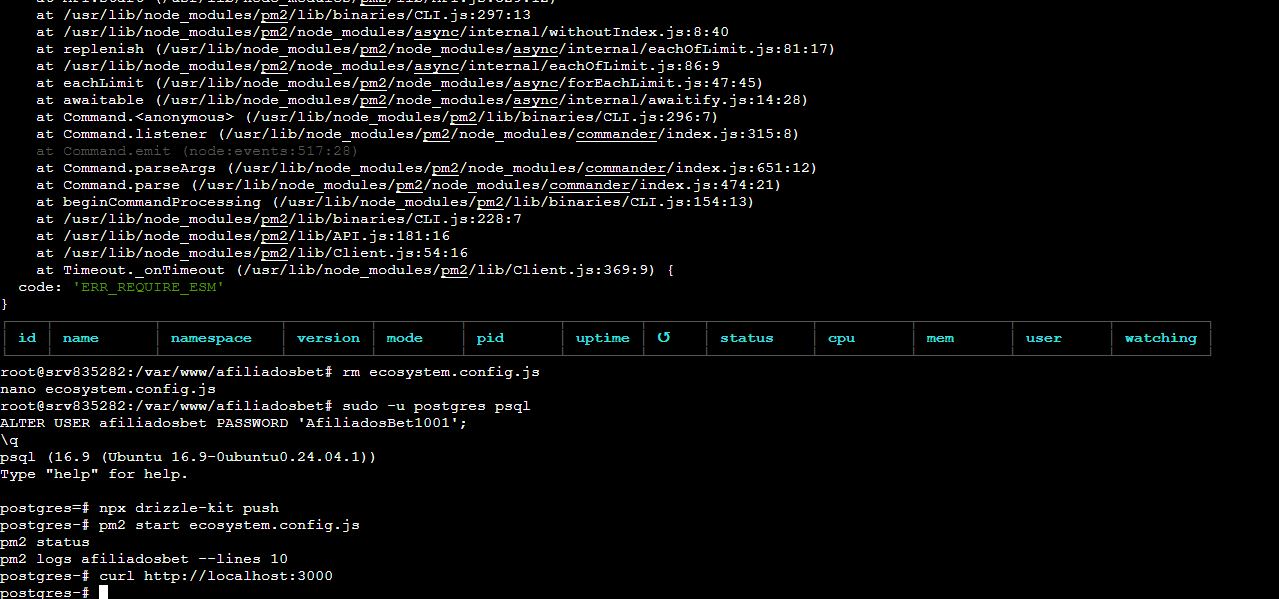 at /usr/lib/node_modules/pm2/lib/binaries/CLI.js:297:13
at /usr/lib/node_modules/pm2/node_modules/async/internal/withoutIndex.js:8:40
at replenish (/usr/lib/node_modules/pm2/node_modules/async/internal/eachOfLimit.js:81:17)
at /usr/lib/node_modules/pm2/node_modules/async/internal/eachOfLimit.js:86:9
at eachLimit (/usr/lib/node_modules/pm2/node_modules/async/forEachLimit.js:47:45)
at awaitable (/usr/lib/node_modules/pm2/node_modules/async/internal/awaitify.js:14:28)
at Command.<anonymous> (/usr/lib/node_modules/pm2/lib/binaries/CLI.js:296:7)
at Command.listener (/usr/lib/node_modules/pm2/node_modules/commander/index.js:315:8)
at Command.emit (node:events:517:28)
at Command.parseArgs (/usr/lib/node_modules/pm2/node_modules/commander/index.js:651:12)
at Command.parse (/usr/lib/node_modules/pm2/node_modules/commander/index.js:474:21)
at beginCommandProcessing (/usr/lib/node_modules/pm2/lib/binaries/CLI.js:154:13)
at /usr/lib/node_modules/pm2/lib/binaries/CLI.js:228:7
at /usr/lib/node_modules/pm2/lib/API.js:181:16
at /usr/lib/node_modules/pm2/lib/Client.js:54:16
at Timeout._onTimeout (/usr/lib/node_modules/pm2/lib/Client.js:369:9) {
code: 'ERR_REQUIRE_ESM'
}
id name namespace version mode pid uptime ↺ status cpu mem user watching
root@srv835282:/var/www/afiliadosbet# rm ecosystem.config.js
nano ecosystem.config.js
root@srv835282:/var/www/afiliadosbet# sudo -u postgres psql
ALTER USER afiliadosbet PASSWORD 'AfiliadosBet1001';
\q
psql (16.9 (Ubuntu 16.9-0ubuntu0.24.04.1))
Type "help" for help.
postgres=# npx drizzle-kit push
postgres-# pm2 start ecosystem.config.js
pm2 status
pm2 logs afiliadosbet --lines 10
postgres-# curl http://localhost:3000
postgres-#